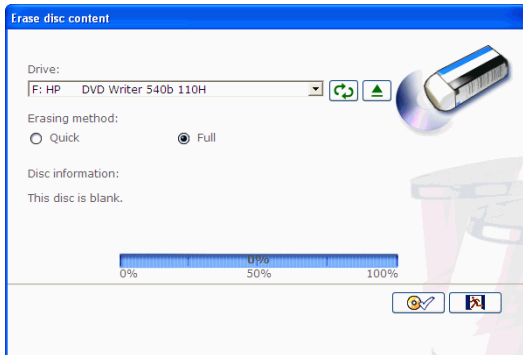 Erase disc content
Drive:
F: HP DVD Writer 540b 110H
Erasing method:
Quick Full
Disc information:
This disc is blank.
0%
0% 50% 100%